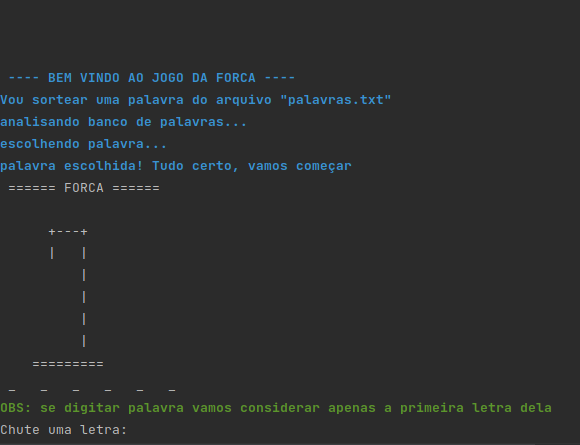 ---- BEM VINDO AO JOGO DA FORCA ----
Vou sortear uma palavra do arquivo "palavras.txt"
analisando banco de palavras...
escolhendo palavra...
palavra escolhida! Tudo certo, vamos começar
====== FORCA ======
+---+
|   |
|
|
|
|
=========
_   _   _   _   _   _
OBS: se digitar palavra vamos considerar apenas a primeira letra dela
Chute uma letra: